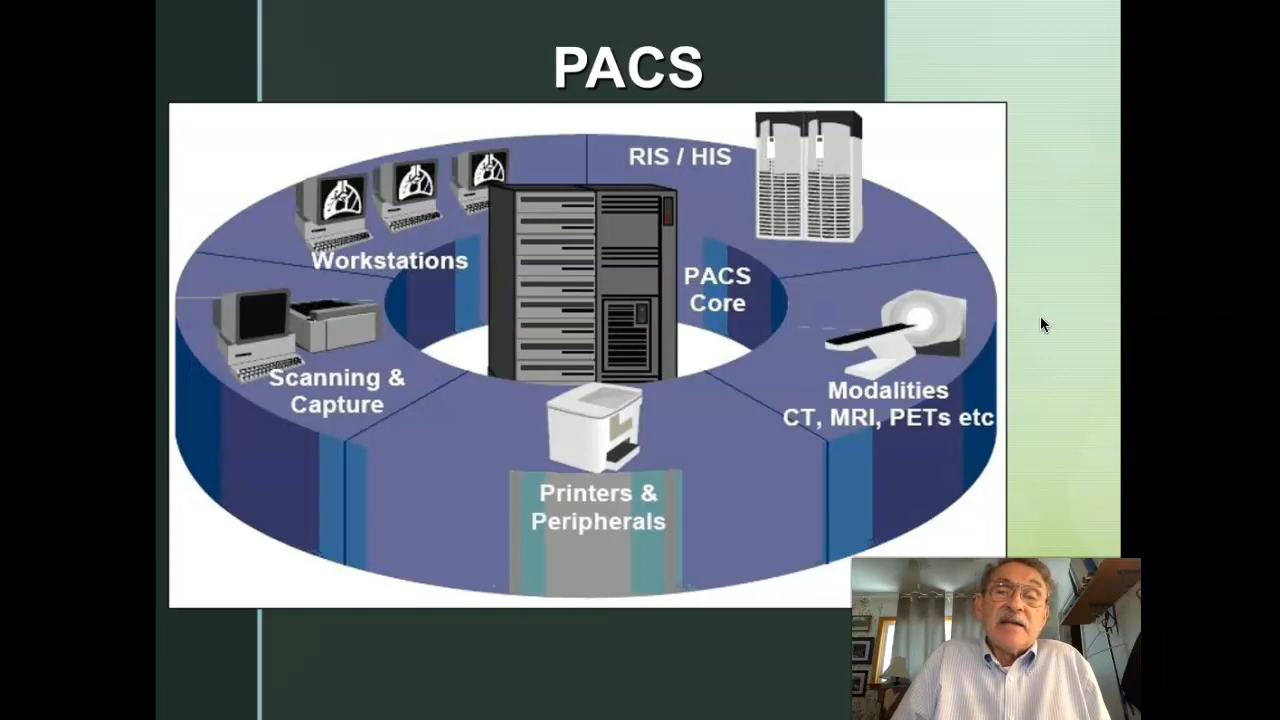 PACS
RIS / HIS
Workstations
PACS
Core
Scanning &
Capture
Modalities
CT, MRI, PETs etc
Printers &
Peripherals